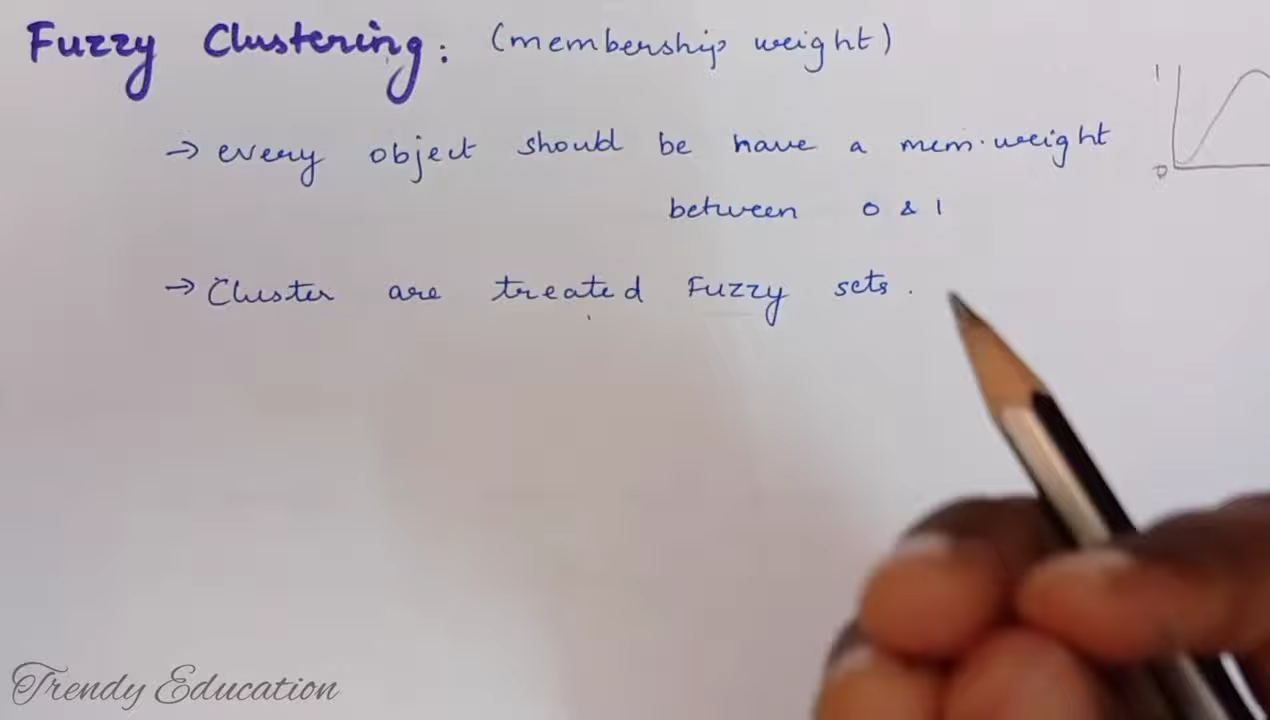 Fuzzy Clustering: (membership weight)
→ every object should be have a mem.weight
between 0 & 1
→ Cluster are treated Fuzzy sets.
1
0
Trendy Education